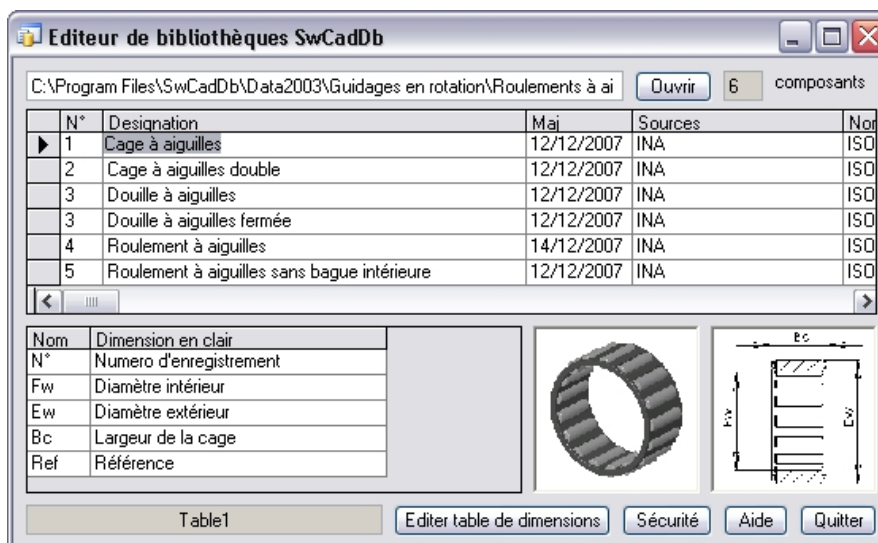 Editeur de bibliothèques SwCadDb
C:\Program Files\SwCadDb\Data2003\Guidages en rotation\Roulements à ai Ouvrir 6 composants
N° Designation Maj Sources Nor
1 Cage à aiguilles 12/12/2007 INA ISO
2 Cage à aiguilles double 12/12/2007 INA ISO
3 Douille à aiguilles 12/12/2007 INA ISO
3 Douille à aiguilles fermée 12/12/2007 INA ISO
4 Roulement à aiguilles 14/12/2007 INA ISO
5 Roulement à aiguilles sans bague intérieure 12/12/2007 INA ISO
Nom Dimension en clair
N° Numero d'enregistrement
Fw Diamètre intérieur
Ew Diamètre extérieur
Bc Largeur de la cage
Ref Référence
Bc
Fw
Ew
Table1 Editer table de dimensions Sécurité Aide Quitter